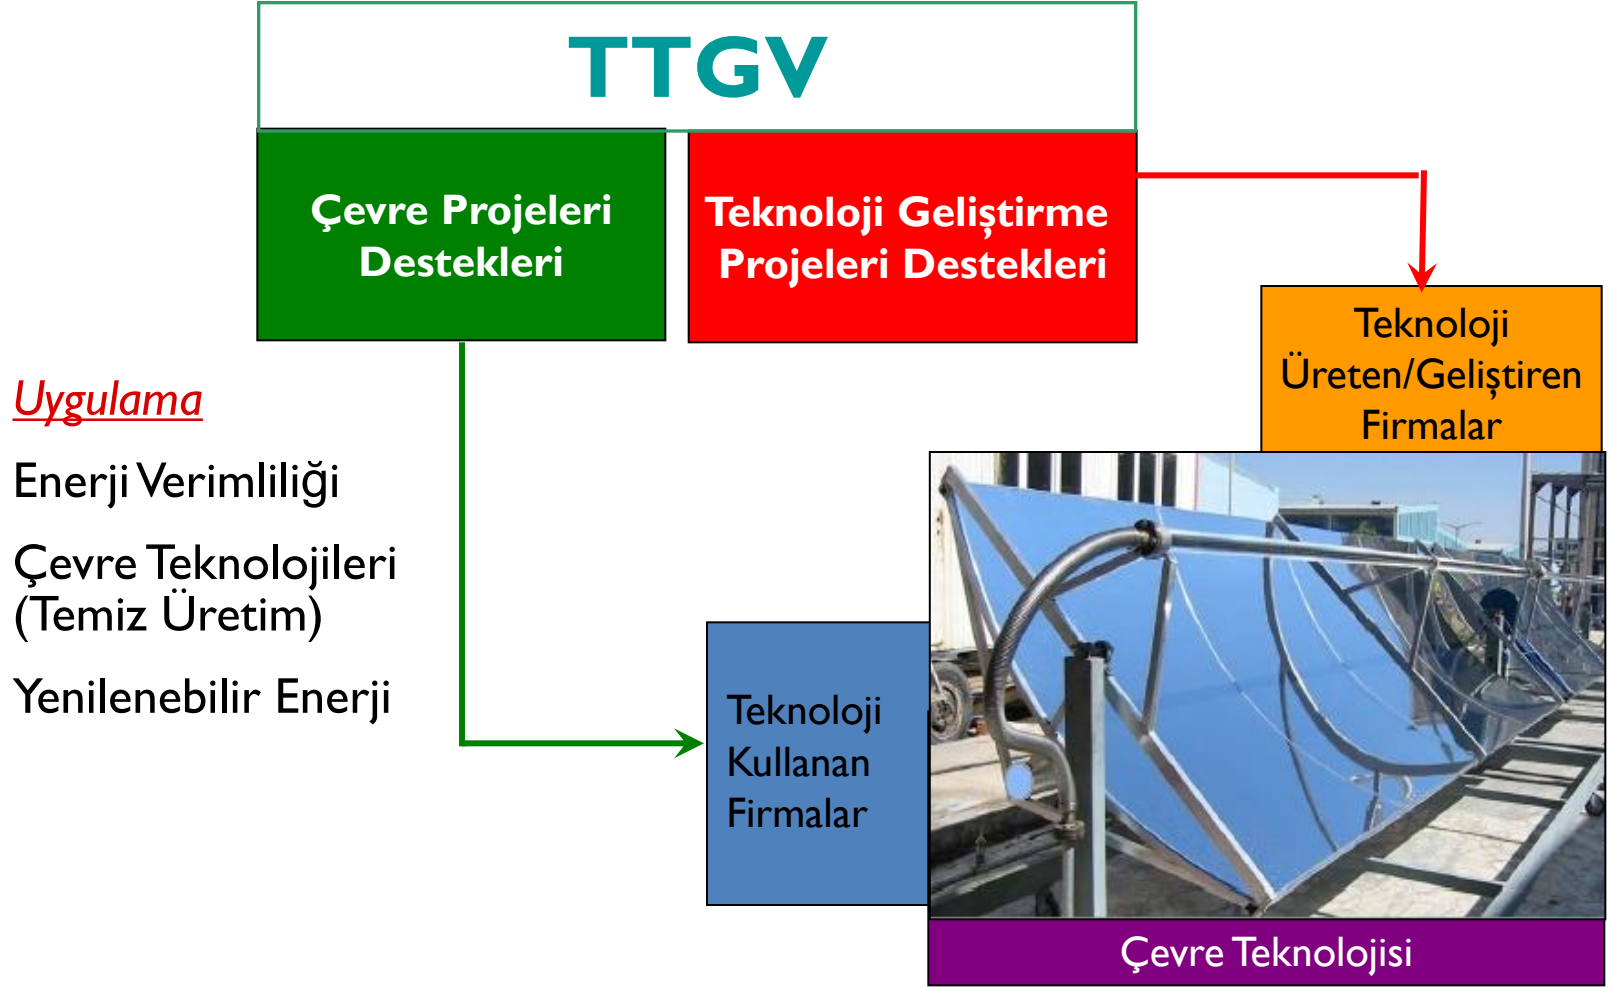 TTGV
Çevre Projeleri
Destekleri
Teknoloji Geliştirme
Projeleri Destekleri
Teknoloji
Üreten/Geliştiren
Firmalar
Uygulama
Enerji Verimliliği
Çevre Teknolojileri
(Temiz Üretim)
Yenilenebilir Enerji
Teknoloji
Kullanan
Firmalar
Çevre Teknolojisi